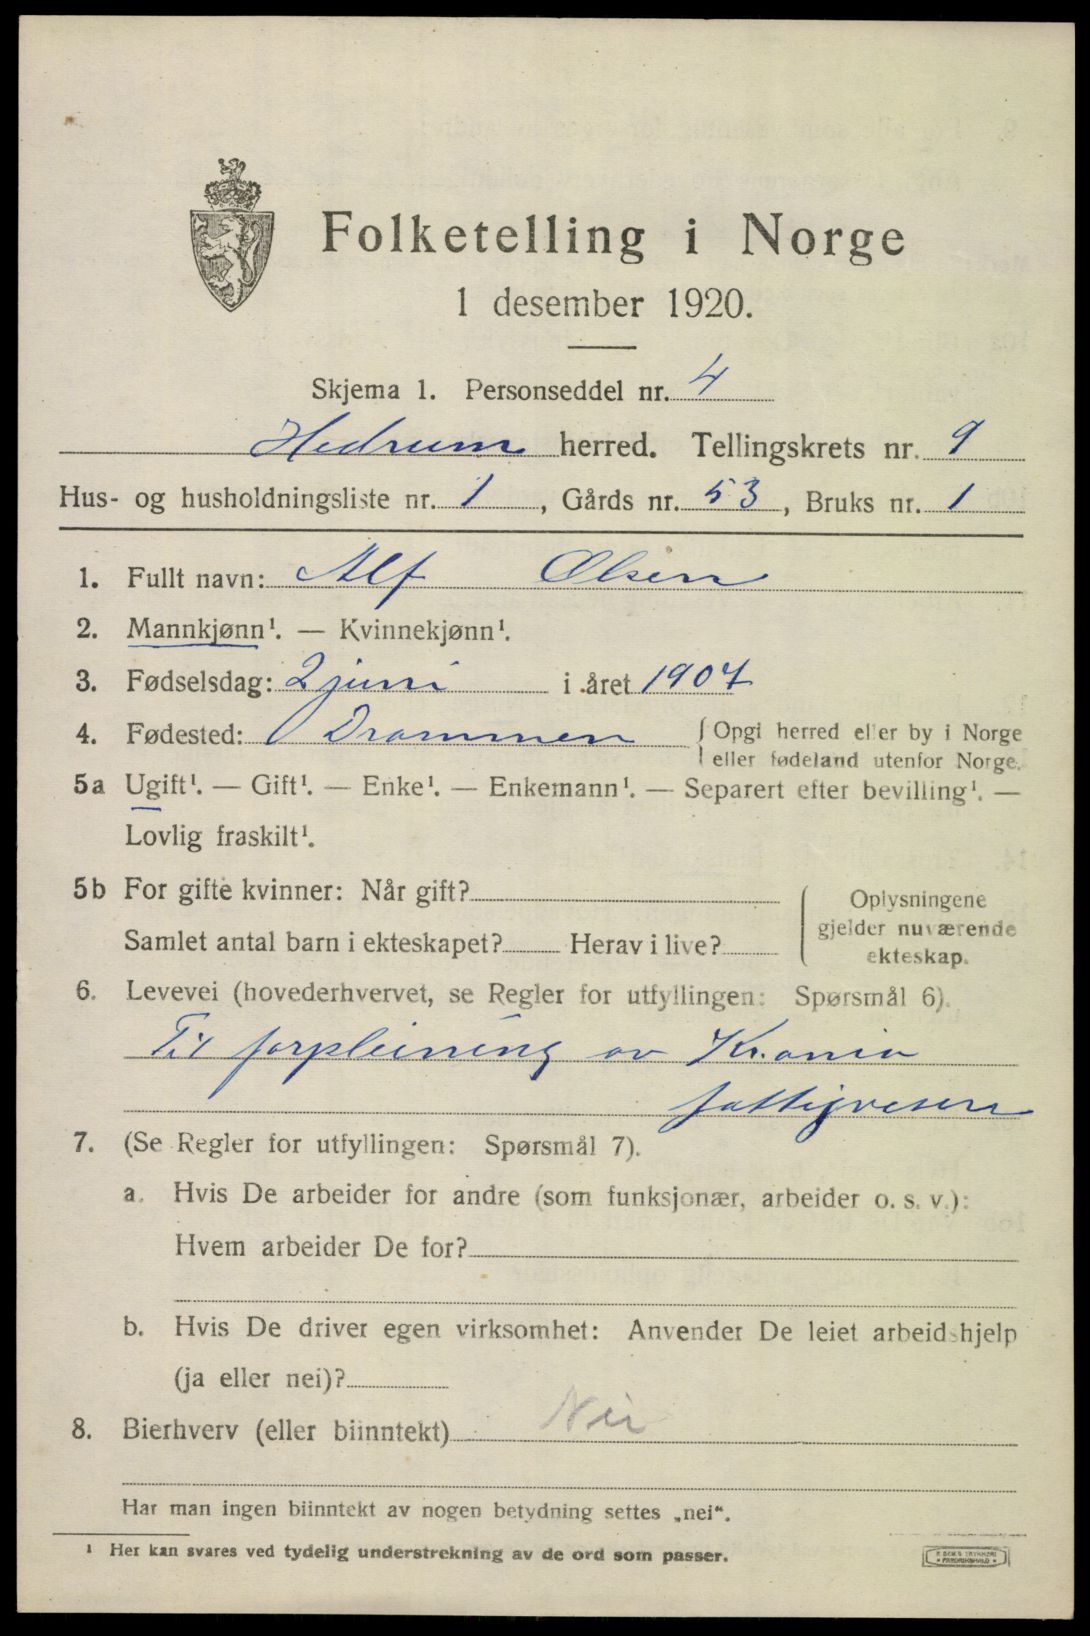 Folketelling i Norge
1 desember 1920.
Skjema 1. Personseddel nr. 4
Hedrum herred. Tellingskrets nr. 9
Hus- og husholdningsliste nr. 1, Gårds nr. 53, Bruks nr. 1
1. Fullt navn: Alf Olsen
2. Mannkjønn¹. — Kvinnekjønn¹.
3. Fødselsdag: 2 juni i året 1907
4. Fødested: Drammen {Opgi herred eller by i Norge
eller fødeland utenfor Norge.
5a Ugift¹. — Gift¹. — Enke¹. — Enkemann¹. — Separert efter bevilling¹. —
Lovlig fraskilt¹.
5b For gifte kvinner: Når gift?
Samlet antal barn i ekteskapet? Herav i live?
Oplysningene
gjelder nuværende
ekteskap.
6. Levevei (hovederhvervet, se Regler for utfyllingen: Spørsmål 6).
Til forpleining av Kr.ania
fattigvesen
7. (Se Regler for utfyllingen: Spørsmål 7).
a. Hvis De arbeider for andre (som funksjonær, arbeider o. s. v.):
Hvem arbeider De for?
b. Hvis De driver egen virksomhet: Anvender De leiet arbeidshjelp
(ja eller nei)?
8. Bierhverv (eller biinntekt) Nei
Har man ingen biinntekt av nogen betydning settes „nei“.
¹ Her kan svares ved tydelig understrekning av de ord som passer.